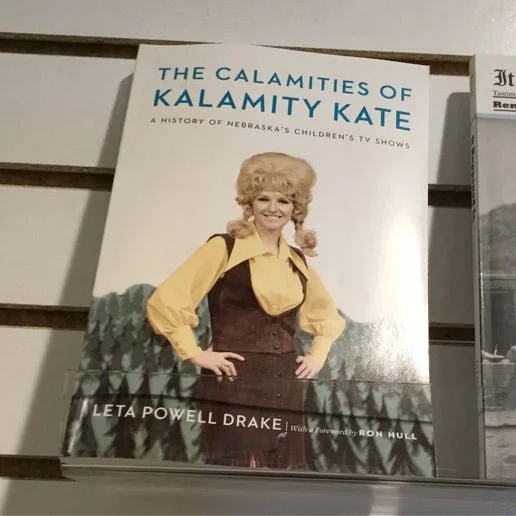 THE CALAMITIES OF
KALAMITY KATE
A HISTORY OF NEBRASKA'S CHILDREN'S TV SHOWS
LETA POWELL DRAKE | With a Foreword by RON HULL
It